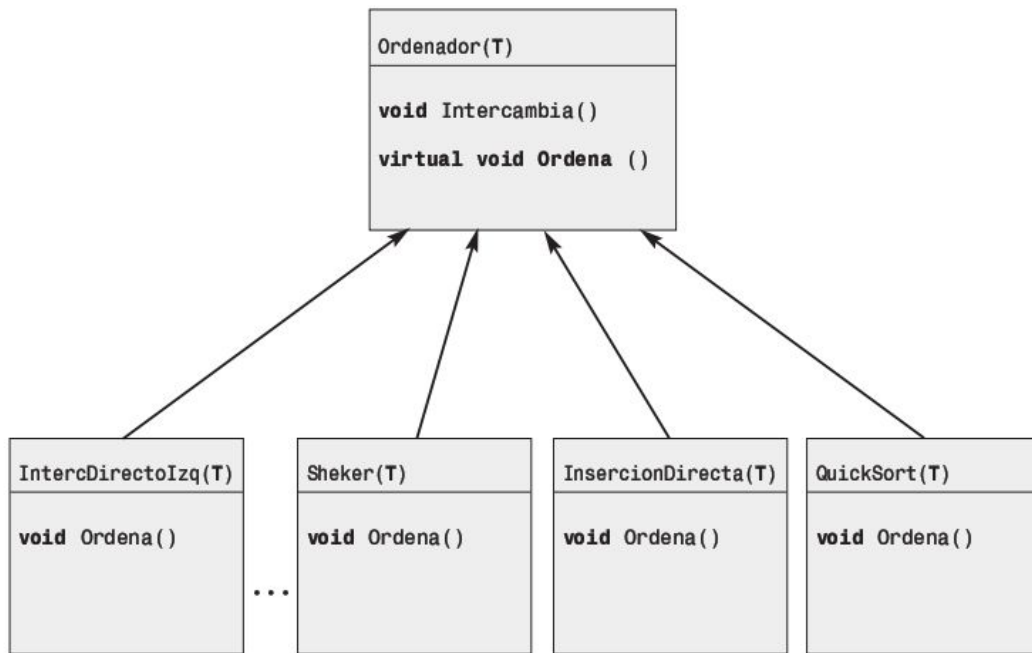 Ordenador(T)
void Intercambia()
virtual void Ordena ()
IntercDirectoIzq(T)
void Ordena()
...
Sheker(T)
void Ordena()
InsercionDirecta(T)
void Ordena()
QuickSort(T)
void Ordena()